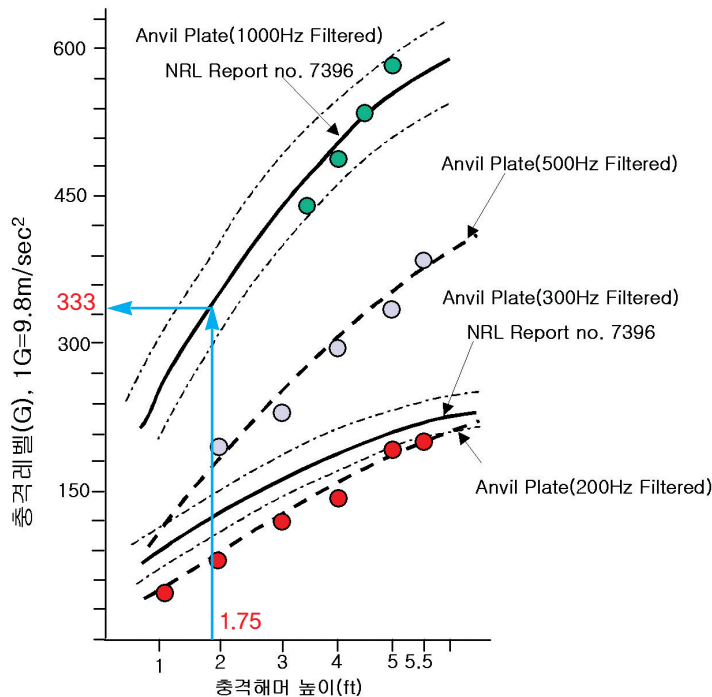 600
Anvil Plate(1000Hz Filtered)
NRL Report no. 7396
450
Anvil Plate(500Hz Filtered)
333
300
Anvil Plate(300Hz Filtered)
NRL Report no. 7396
150
Anvil Plate(200Hz Filtered)
충격레벨(G), 1G=9.8m/sec²
1.75
1 2 3 4 5 5.5
충격해머 높이(ft)